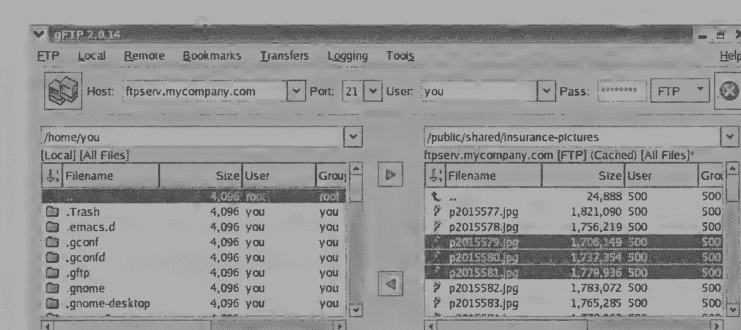 gFTP 2.0.14
FTP Local Remote Bookmarks Transfers Logging Tools Help
Host: ftpserv.mycompany.com Port: 21 User: you Pass: ******** FTP
/home/you
[Local] [All Files]
Filename Size User Group
.. 4,096 root root
.Trash 4,096 you you
.emacs.d 4,096 you you
.gconf 4,096 you you
.gconfd 4,096 you you
.gftp 4,096 you you
.gnome 4,096 you you
.gnome-desktop 4,096 you you
/public/shared/insurance-pictures
ftpserv.mycompany.com [FTP] (Cached) [All Files]*
Filename Size User Gro
.. 24,888 500 500
p2015577.jpg 1,821,090 500 500
p2015578.jpg 1,756,219 500 500
p2015579.jpg 1,706,149 500 500
p2015580.jpg 1,737,354 500 500
p2015581.jpg 1,779,936 500 500
p2015582.jpg 1,783,072 500 500
p2015583.jpg 1,765,285 500 500